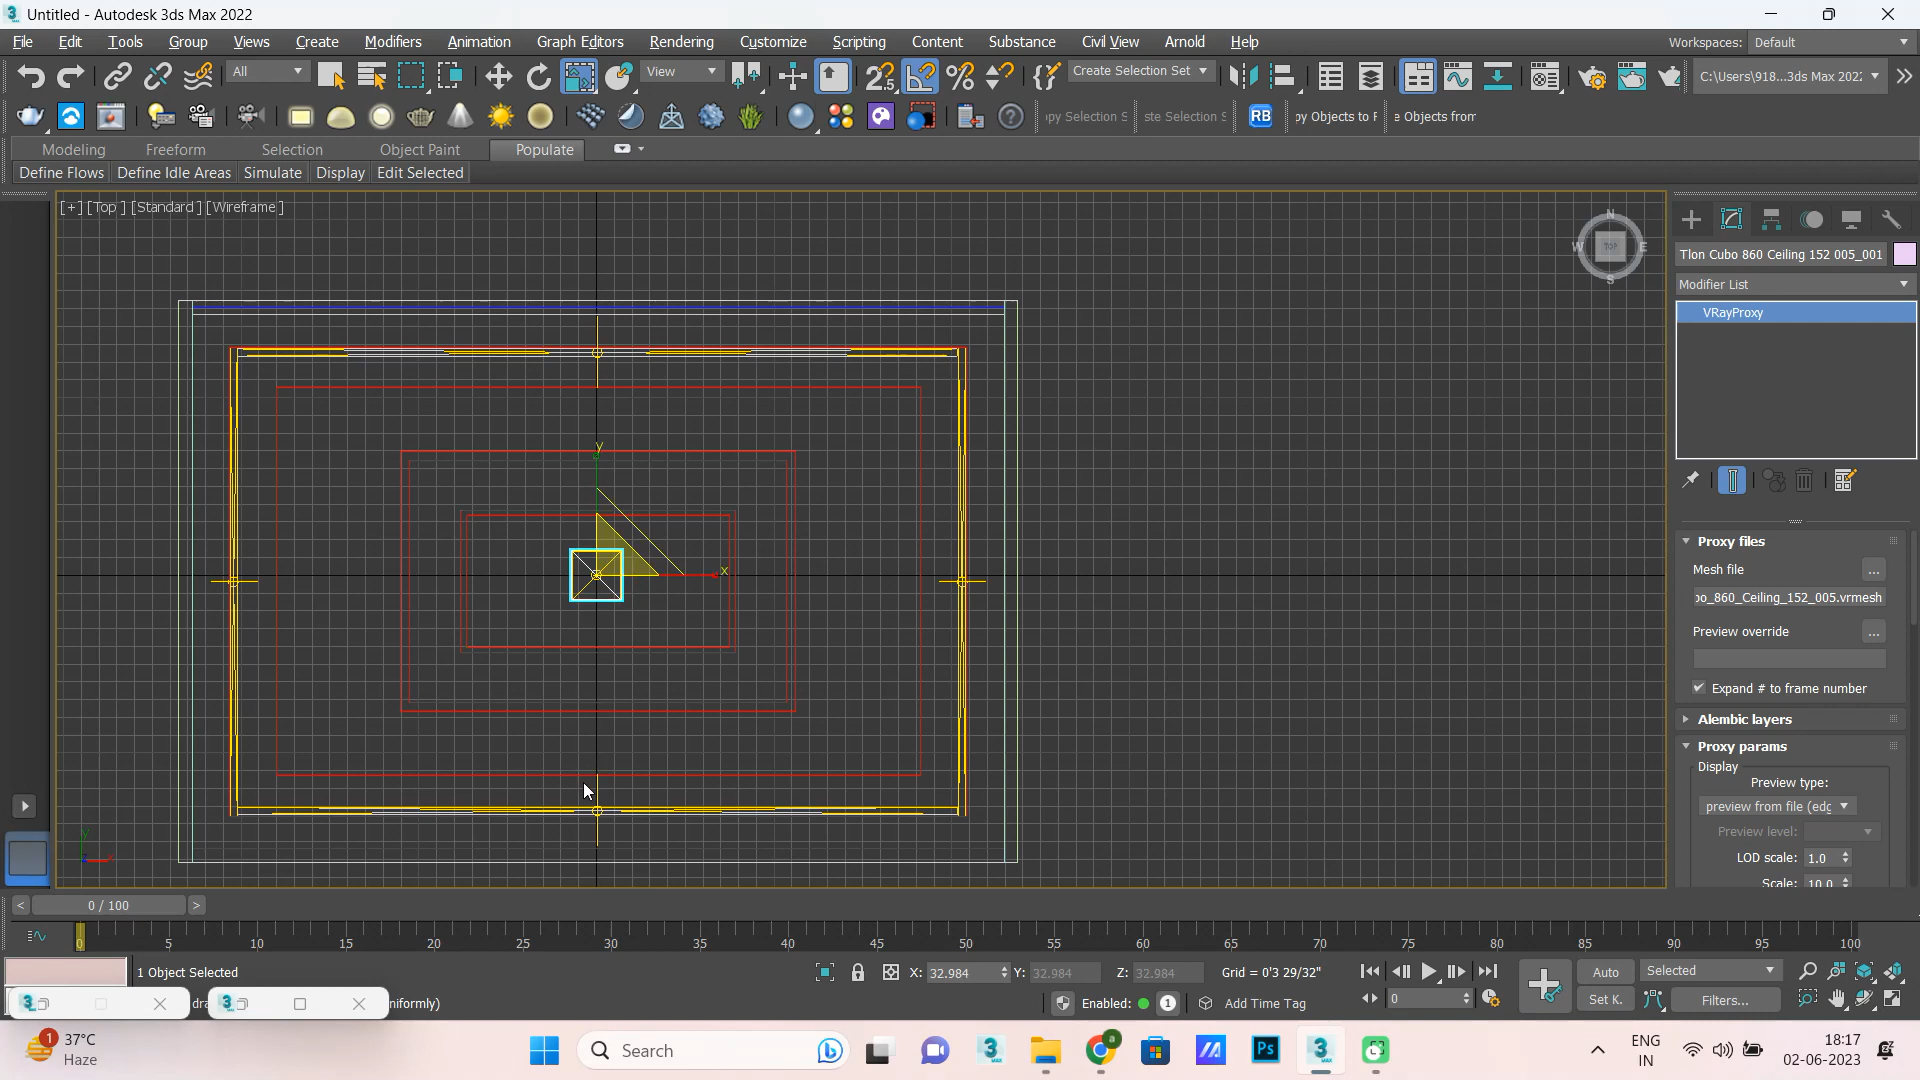 Untitled - Autodesk 3ds Max 2022
File Edit Tools Group Views Create Modifiers Animation Graph Editors Rendering Customize Scripting Content Substance Civil View Arnold Help Workspaces: Default
All View Create Selection Set C:\Users\918...3ds Max 202
py Selection S ste Selection RB py Objects to F e Objects from
Modeling Freeform Selection Object Paint Populate
Define Flows Define Idle Areas Simulate Display Edit Selected
[+] [Top ] [Standard ] [Wireframe ]
N
W TOP E
S
Tlon Cubo 860 Ceiling 152 005_001
Modifier List
VRayProxy
y
x
Proxy files
Mesh file ...
o_860_Ceiling_152_005.vrmesh
Preview override ...
Expand # to frame number
Alembic layers
Proxy params
Display
Preview type:
preview from file (edg
Preview level:
LOD scale: 1.0
Scale: 10.0
< 0 / 100 >
0 5 10 15 20 25 30 35 40 45 50 55 60 65 70 75 80 85 90 95 100
1 Object Selected X: 32.984 Y: 32.984 Z: 32.984 Grid = 0'3 29/32" Auto Selected
dra niformly) Enabled: 1 Add Time Tag 0 Set K. Filters...
1 37°C
Haze
Search
Ps
ENG
IN
18:17
02-06-2023